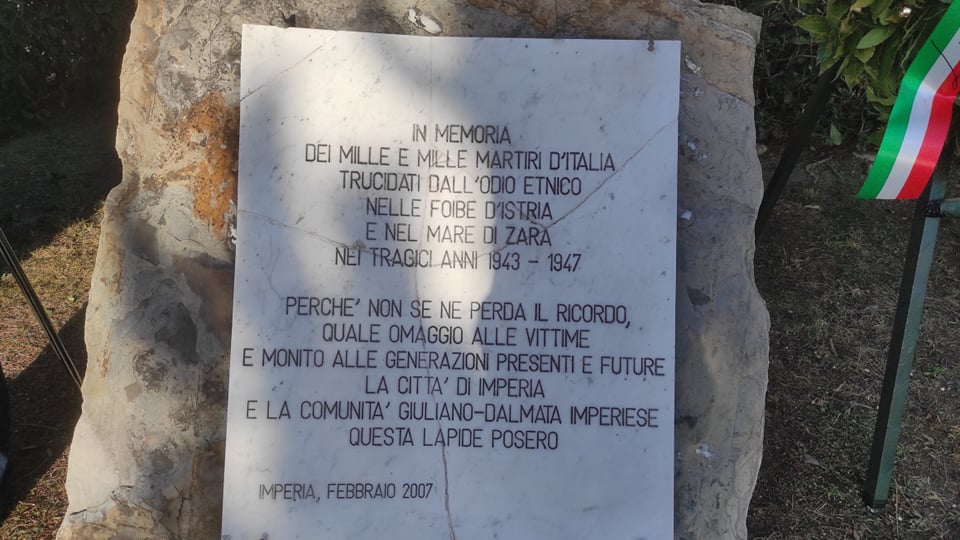 IN MEMORIA
DEI MILLE E MILLE MARTIRI D'ITALIA
TRUCIDATI DALL'ODIO ETNICO
NELLE FOIBE D'ISTRIA
E NEL MARE DI ZARA
NEI TRAGICI ANNI 1943 – 1947
PERCHE' NON SE NE PERDA IL RICORDO,
QUALE OMAGGIO ALLE VITTIME
E MONITO ALLE GENERAZIONI PRESENTI E FUTURE
LA CITTA' DI IMPERIA
E LA COMUNITA' GIULIANO-DALMATA IMPERIESE
QUESTA LAPIDE POSERO
IMPERIA, FEBBRAIO 2007